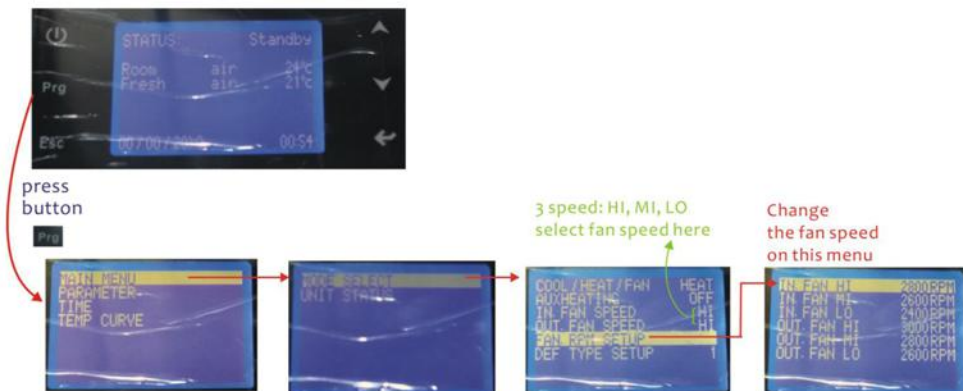 STATUS: Standby
Room air 24°C
Fresh air 21°C
Prg
Esc
00:54
press
button
Prg
MAIN MENU
PARAMETER
TIME
TEMP CURVE
MODE SELECT
UNIT STATUS
3 speed: HI, MI, LO
select fan speed here
COOL/HEAT/FAN HEAT
AUXHEATING OFF
IN. FAN SPEED HI
OUT. FAN SPEED HI
FAN RPM SETUP
DEF TYPE SETUP 1
Change
the fan speed
on this menu
IN. FAN HI 2800RPM
IN. FAN MI 2600RPM
IN. FAN LO 2400RPM
OUT. FAN HI 3000RPM
OUT. FAN MI 2800RPM
OUT. FAN LO 2600RPM